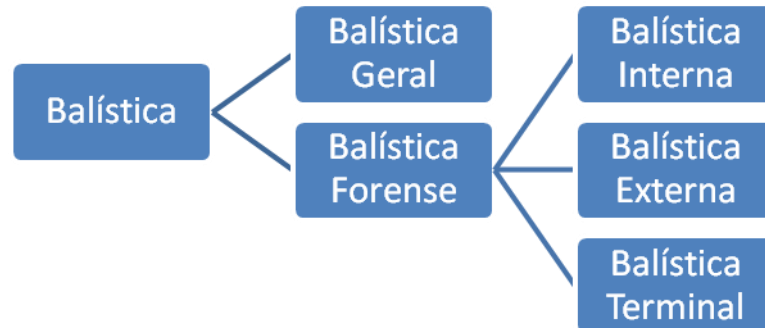 Balística
Balística
Geral
Balística
Forense
Balística
Interna
Balística
Externa
Balística
Terminal